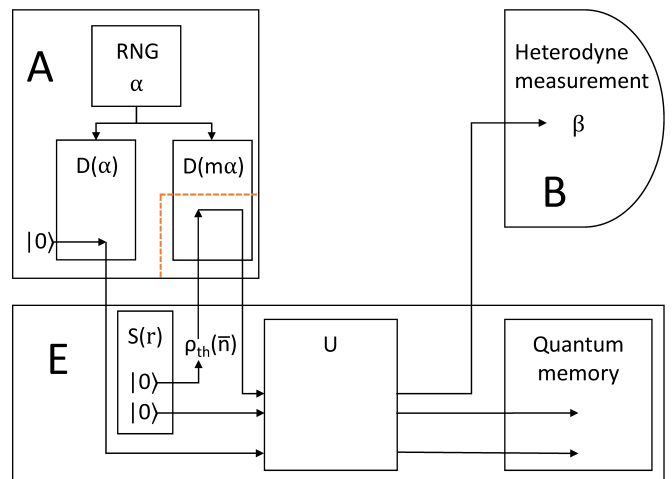 A
RNG
α
D(α)
D(mα)
|0⟩
Heterodyne
measurement
β
B
E
S(r)
|0⟩
|0⟩
ρth(n̅)
U
Quantum
memory